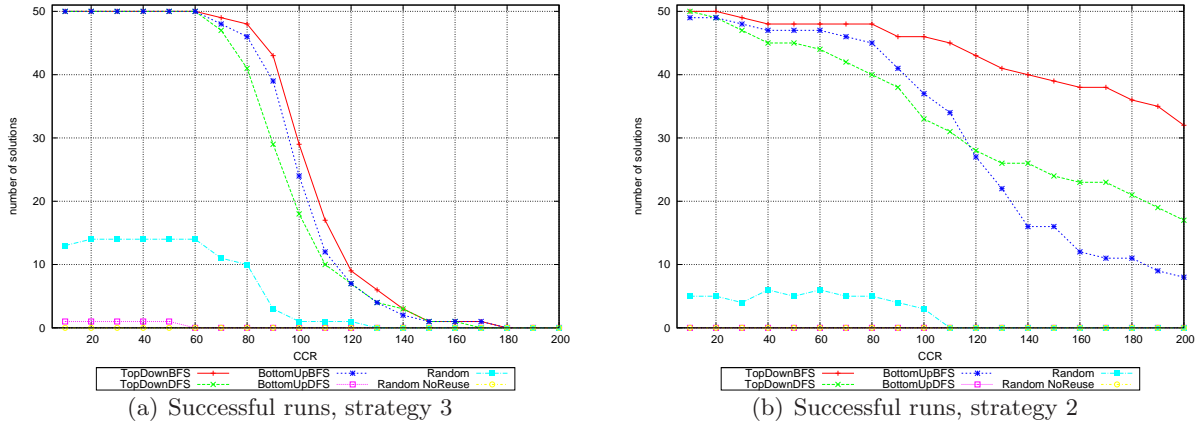 50
40
30
20
10
0
number of solutions
20 40 60 80 100 120 140 160 180 200
CCR
TopDownBFS BottomUpBFS Random
TopDownDFS BottomUpDFS Random NoReuse
(a) Successful runs, strategy 3
50
40
30
20
10
0
number of solutions
20 40 60 80 100 120 140 160 180 200
CCR
TopDownBFS BottomUpBFS Random
TopDownDFS BottomUpDFS Random NoReuse
(b) Successful runs, strategy 2